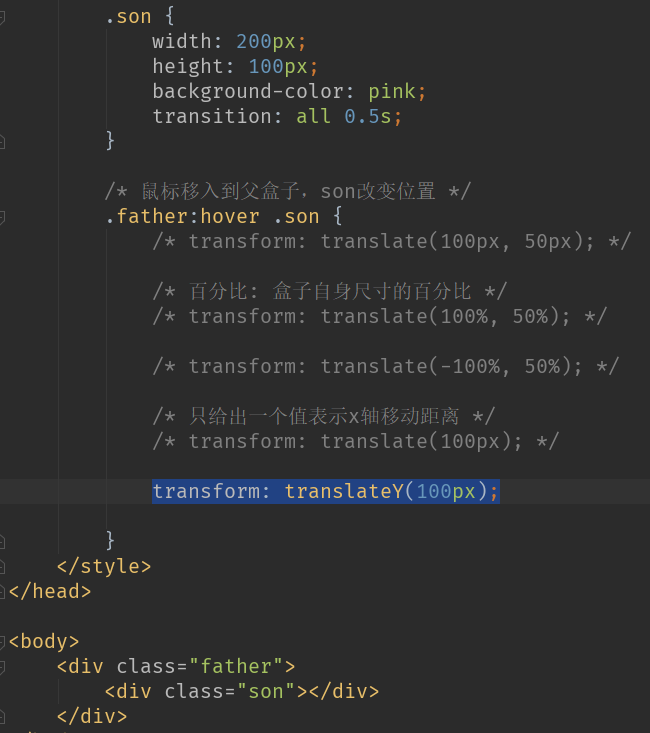 .son {
width: 200px;
height: 100px;
background-color: pink;
transition: all 0.5s;
}
/* 鼠标移入到父盒子，son改变位置 */
.father:hover .son {
/* transform: translate(100px, 50px); */
/* 百分比: 盒子自身尺寸的百分比 */
/* transform: translate(100%, 50%); */
/* transform: translate(-100%, 50%); */
/* 只给出一个值表示x轴移动距离 */
/* transform: translate(100px); */
transform: translateY(100px);
}
</style>
</head>
<body>
<div class="father">
<div class="son"></div>
</div>